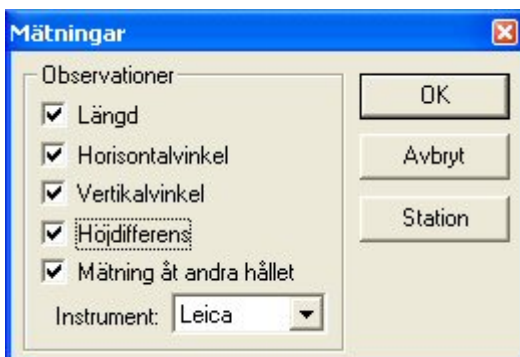 Mätningar
Observationer
Längd
Horisontalvinkel
Vertikalvinkel
Höjdifferens
Mätning åt andra hållet
Instrument: Leica
OK
Avbryt
Station